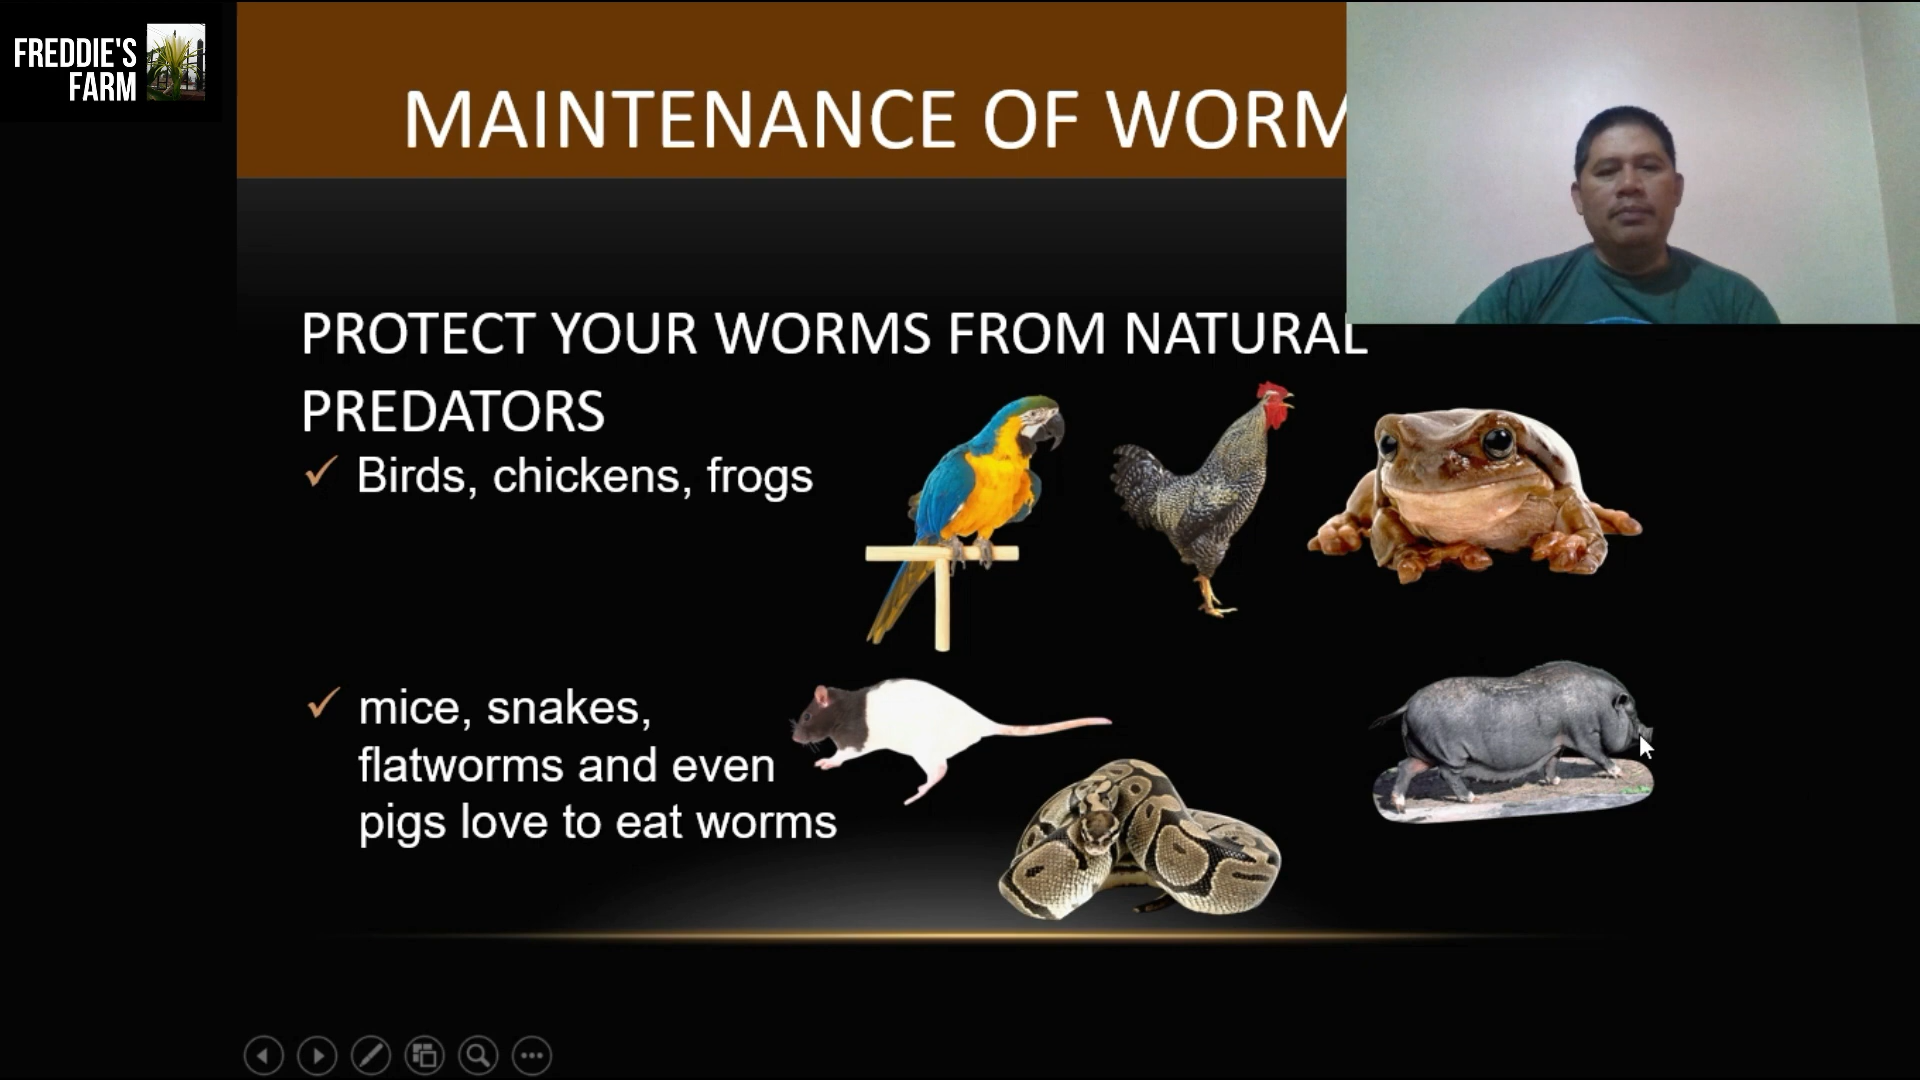 FREDDIE'S
FARM
MAINTENANCE OF WORM
PROTECT YOUR WORMS FROM NATURAL
PREDATORS
✓ Birds, chickens, frogs
✓ mice, snakes,
flatworms and even
pigs love to eat worms